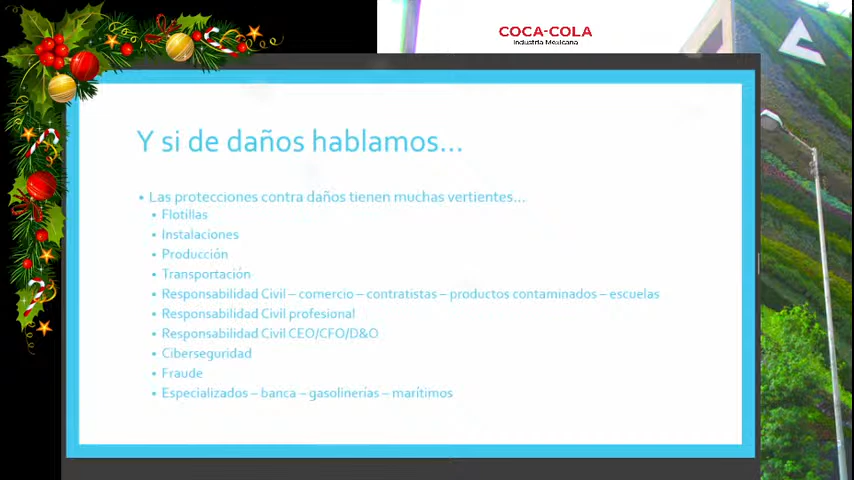 COCA-COLA
Industria Mexicana
Y si de daños hablamos...
• Las protecciones contra daños tienen muchas vertientes...
• Flotillas
• Instalaciones
• Producción
• Transportación
• Responsabilidad Civil – comercio – contratistas – productos contaminados – escuelas
• Responsabilidad Civil profesional
• Responsabilidad Civil CEO/CFO/D&O
• Ciberseguridad
• Fraude
• Especializados – banca – gasolinerías – marítimos